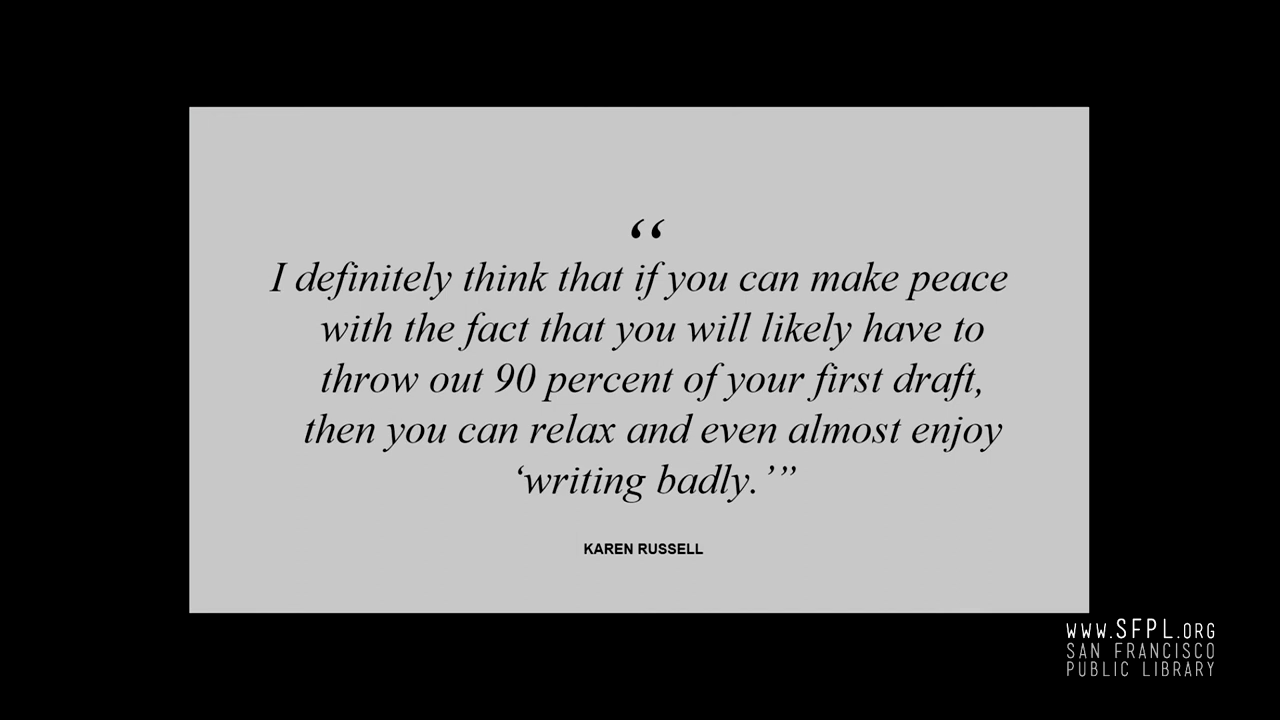 “
I definitely think that if you can make peace
with the fact that you will likely have to
throw out 90 percent of your first draft,
then you can relax and even almost enjoy
‘writing badly.’”
KAREN RUSSELL
WWW.SFPL.ORG
SAN FRANCISCO
PUBLIC LIBRARY